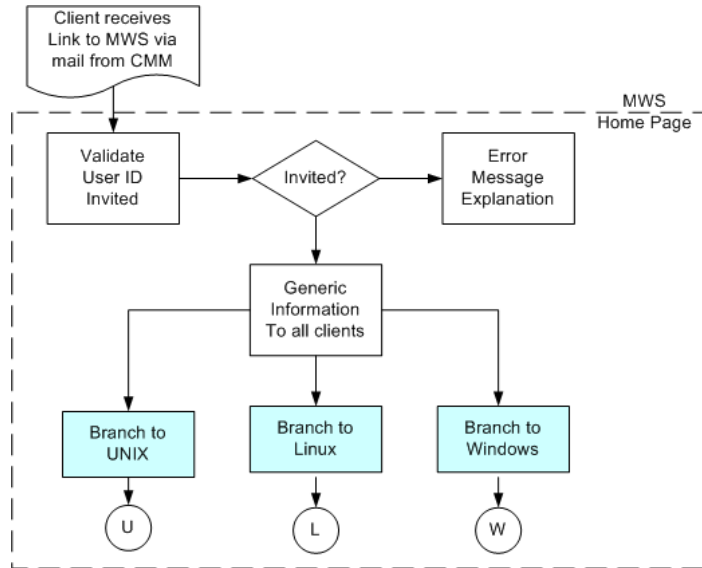 Client receives
Link to MWS via
mail from CMM
MWS
Home Page
Validate
User ID
Invited
Invited?
Error
Message
Explanation
Generic
Information
To all clients
Branch to
UNIX
Branch to
Linux
Branch to
Windows
U
L
W